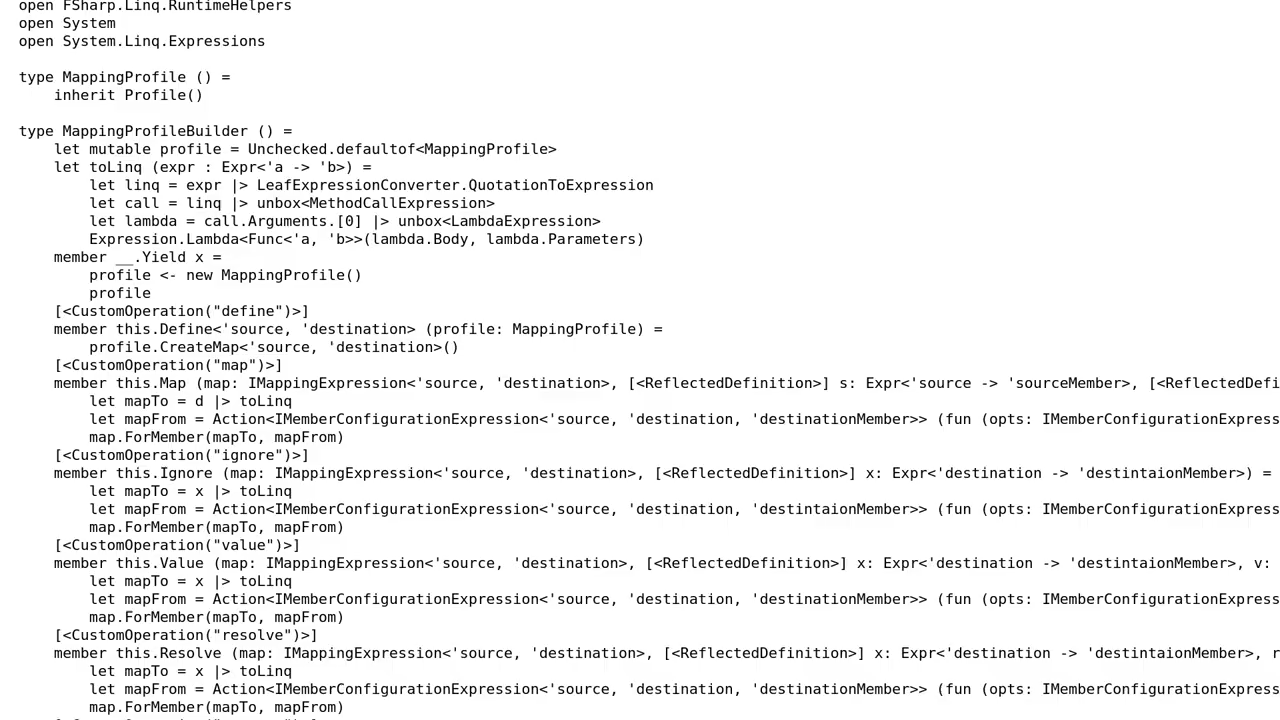 open FSharp.Linq.RuntimeHelpers
open System
open System.Linq.Expressions

type MappingProfile () =
    inherit Profile()

type MappingProfileBuilder () =
    let mutable profile = Unchecked.defaultof<MappingProfile>
    let toLinq (expr : Expr<'a -> 'b>) =
        let linq = expr |> LeafExpressionConverter.QuotationToExpression
        let call = linq |> unbox<MethodCallExpression>
        let lambda = call.Arguments.[0] |> unbox<LambdaExpression>
        Expression.Lambda<Func<'a, 'b>>(lambda.Body, lambda.Parameters)
    member __.Yield x =
        profile <- new MappingProfile()
        profile
    [<CustomOperation("define")>]
    member this.Define<'source, 'destination> (profile: MappingProfile) =
        profile.CreateMap<'source, 'destination>()
    [<CustomOperation("map")>]
    member this.Map (map: IMappingExpression<'source, 'destination>, [<ReflectedDefinition>] s: Expr<'source -> 'sourceMember>, [<ReflectedDefi
        let mapTo = d |> toLinq
        let mapFrom = Action<IMemberConfigurationExpression<'source, 'destination, 'destinationMember>> (fun (opts: IMemberConfigurationExpress
        map.ForMember(mapTo, mapFrom)
    [<CustomOperation("ignore")>]
    member this.Ignore (map: IMappingExpression<'source, 'destination>, [<ReflectedDefinition>] x: Expr<'destination -> 'destintaionMember>) =
        let mapTo = x |> toLinq
        let mapFrom = Action<IMemberConfigurationExpression<'source, 'destination, 'destintaionMember>> (fun (opts: IMemberConfigurationExpress
        map.ForMember(mapTo, mapFrom)
    [<CustomOperation("value")>]
    member this.Value (map: IMappingExpression<'source, 'destination>, [<ReflectedDefinition>] x: Expr<'destination -> 'destintaionMember>, v:
        let mapTo = x |> toLinq
        let mapFrom = Action<IMemberConfigurationExpression<'source, 'destination, 'destintaionMember>> (fun (opts: IMemberConfigurationExpress
        map.ForMember(mapTo, mapFrom)
    [<CustomOperation("resolve")>]
    member this.Resolve (map: IMappingExpression<'source, 'destination>, [<ReflectedDefinition>] x: Expr<'destination -> 'destintaionMember>, r
        let mapTo = x |> toLinq
        let mapFrom = Action<IMemberConfigurationExpression<'source, 'destination, 'destintaionMember>> (fun (opts: IMemberConfigurationExpress
        map.ForMember(mapTo, mapFrom)